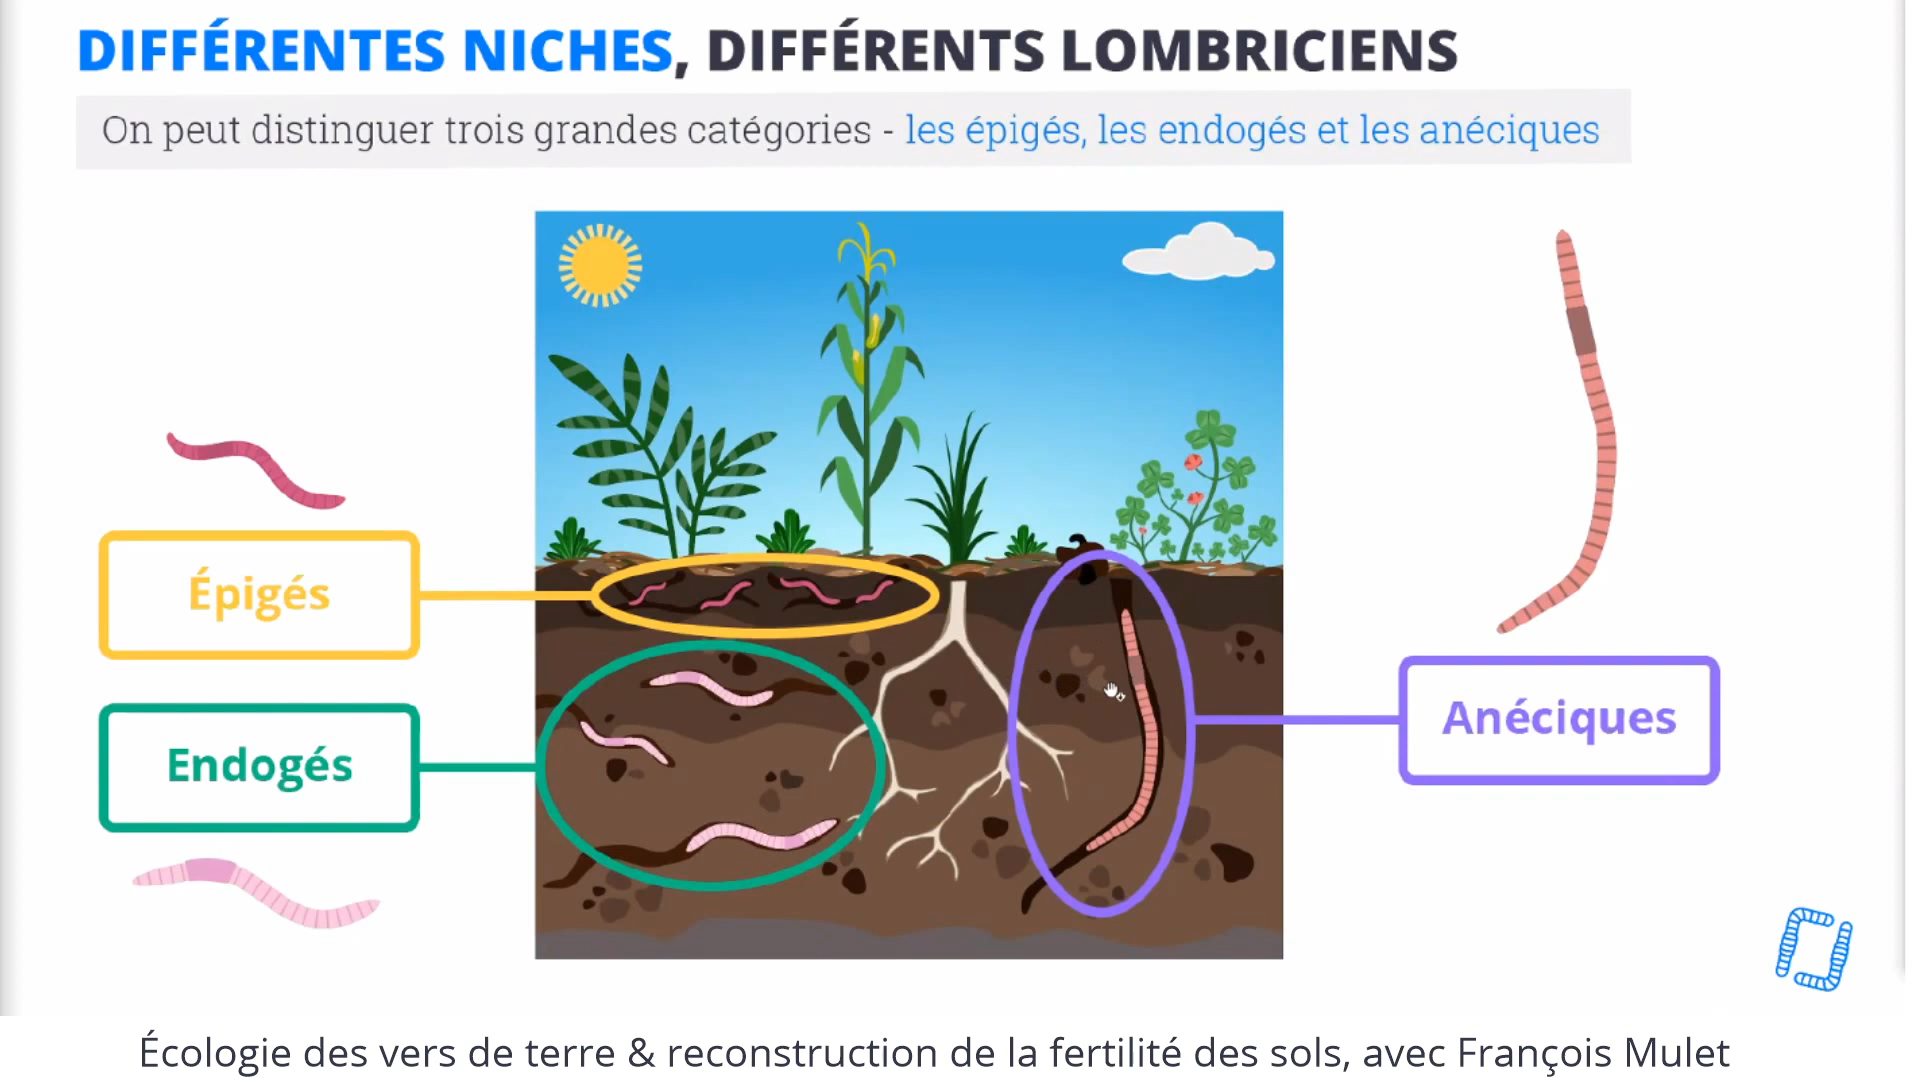 DIFFÉRENTES NICHES, DIFFÉRENTS LOMBRICIENS
On peut distinguer trois grandes catégories - les épigés, les endogés et les anéciques
Épigés
Endogés
Anéciques
Écologie des vers de terre & reconstruction de la fertilité des sols, avec François Mulet